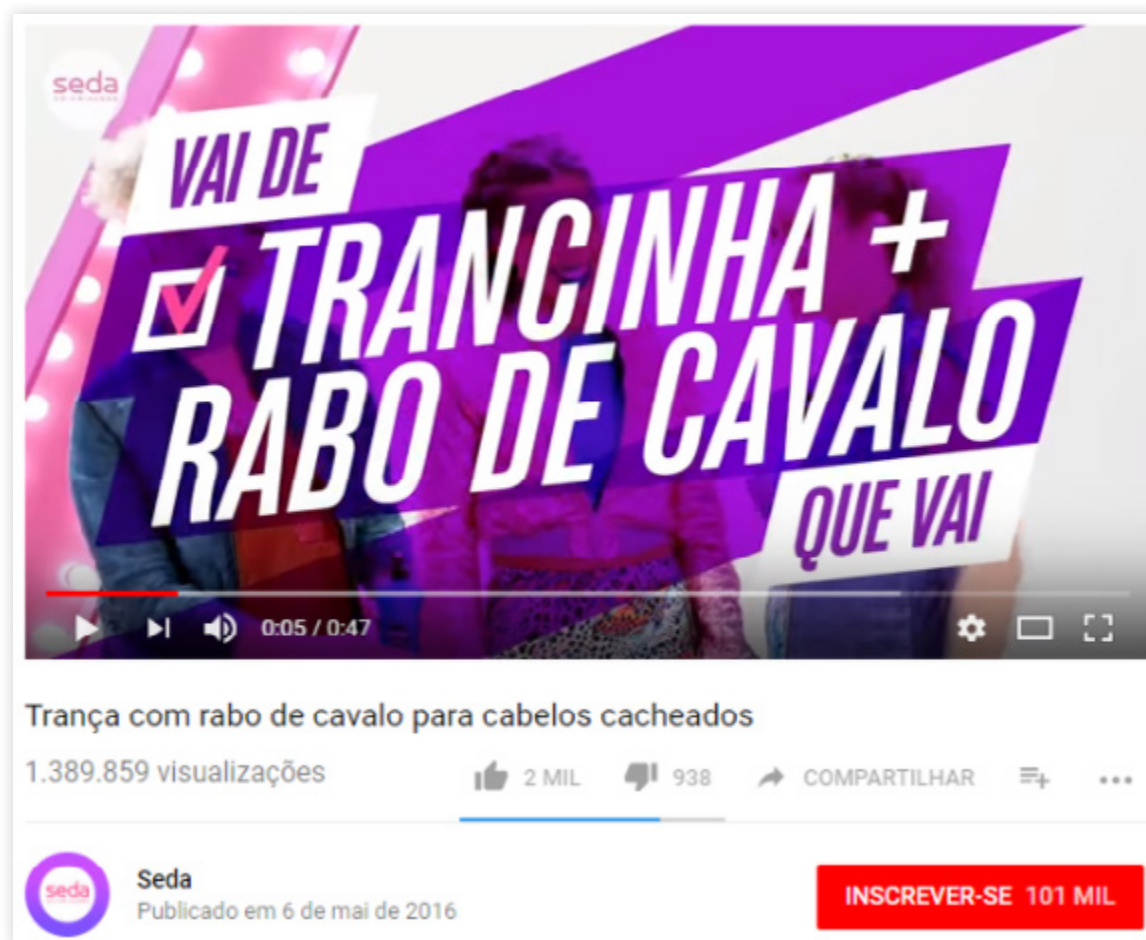 seda
VAI DE
TRANCINHA +
RABO DE CAVALO
QUE VAI
0:05 / 0:47
Trança com rabo de cavalo para cabelos cacheados
1.389.859 visualizações
2 MIL
938
COMPARTILHAR
seda
Seda
INSCREVER-SE 101 MIL
Publicado em 6 de mai de 2016